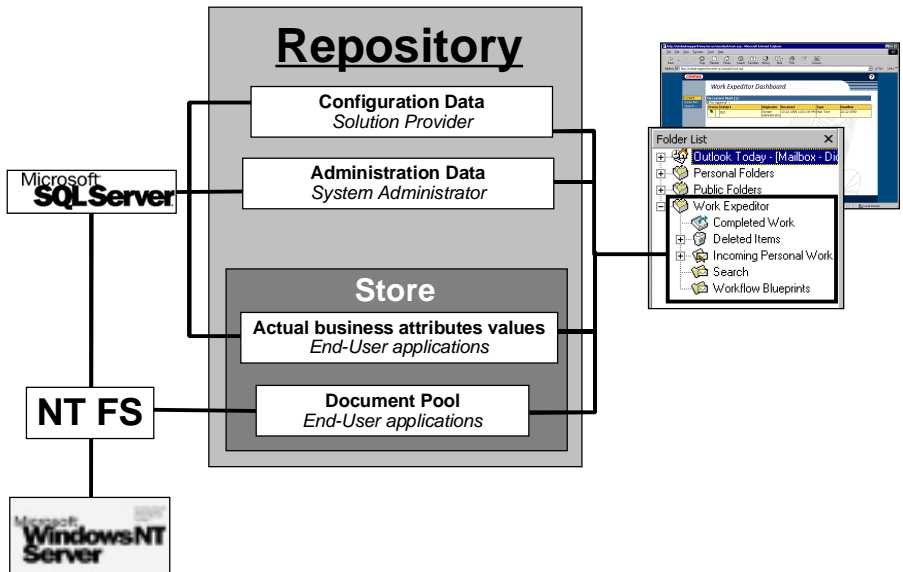 Repository
Configuration Data
Solution Provider
Administration Data
System Administrator
Store
Actual business attributes values
End-User applications
Document Pool
End-User applications
Microsoft
SQL Server
NT FS
Microsoft
Windows NT
Server
Work Expeditor Dashboard
Folder List
Outlook Today - [Mailbox - Dio
Personal Folders
Public Folders
Work Expeditor
Completed Work
Deleted Items
Incoming Personal Work
Search
Workflow Blueprints